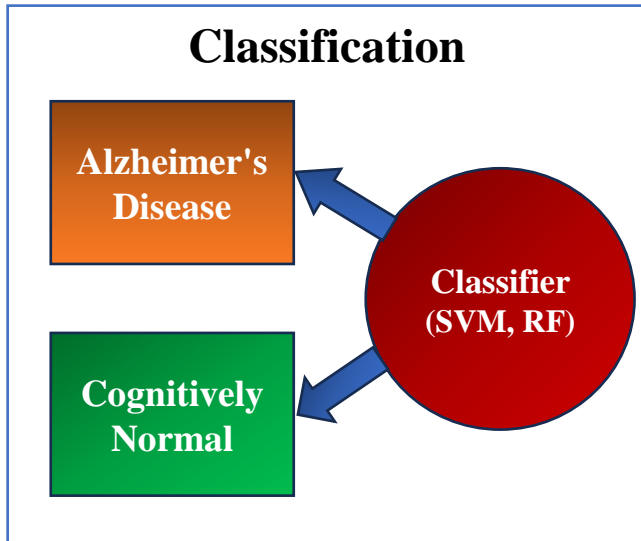 Classification
Alzheimer's
Disease
Classifier
(SVM, RF)
Cognitively
Normal